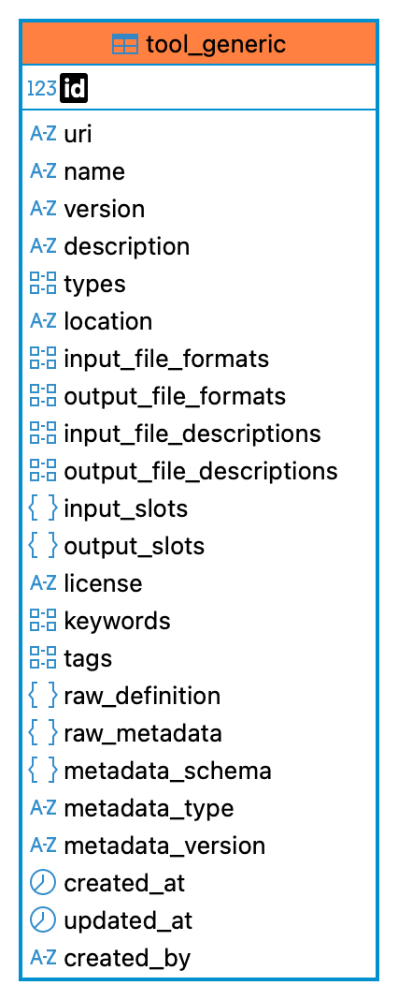 tool_generic
123 id
A-Z uri
A-Z name
A-Z version
A-Z description
types
A-Z location
input_file_formats
output_file_formats
input_file_descriptions
output_file_descriptions
{ } input_slots
{ } output_slots
A-Z license
keywords
tags
{ } raw_definition
{ } raw_metadata
{ } metadata_schema
A-Z metadata_type
A-Z metadata_version
created_at
updated_at
A-Z created_by